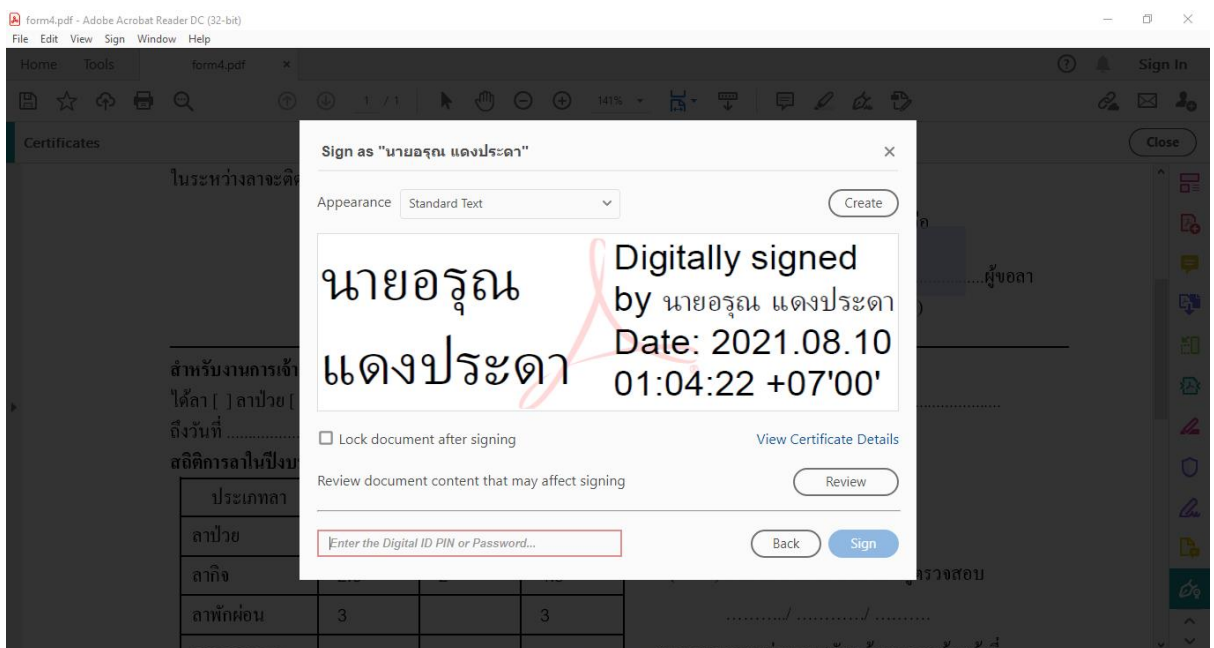 form4.pdf - Adobe Acrobat Reader DC (32-bit)
File Edit View Sign Window Help
Home Tools form4.pdf × Sign In
1 / 1 141%
Certificates Close
Sign as "นายอรุณ แดงประดา"
Appearance Standard Text Create
นายอรุณ
แดงประดา
Digitally signed
by นายอรุณ แดงประดา
Date: 2021.08.10
01:04:22 +07'00'
Lock document after signing View Certificate Details
Review document content that may affect signing Review
Enter the Digital ID PIN or Password... Back Sign
ในระหว่างลาจะ
ผู้ขอลา
สำหรับงานการเจ้า
ได้ลา [ ] ลาป่วย [
ถึงวันที่
สถิติการลาในปีงบ
ประเภทลา
ลาป่วย
ลากิจ
ลาพักผ่อน 3 3